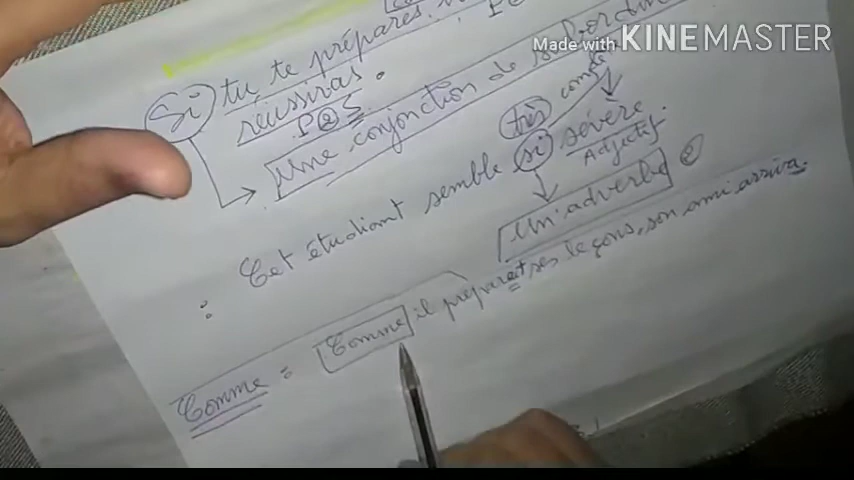 Made with KINEMASTER
Si tu te prépares
réussiras.
P②S
Une conjonction de subordin
très
Cet étudiant semble si sévère
Adjectif
Un adverbe
Comme : Comme il préparait ses leçons, son ami arriva.